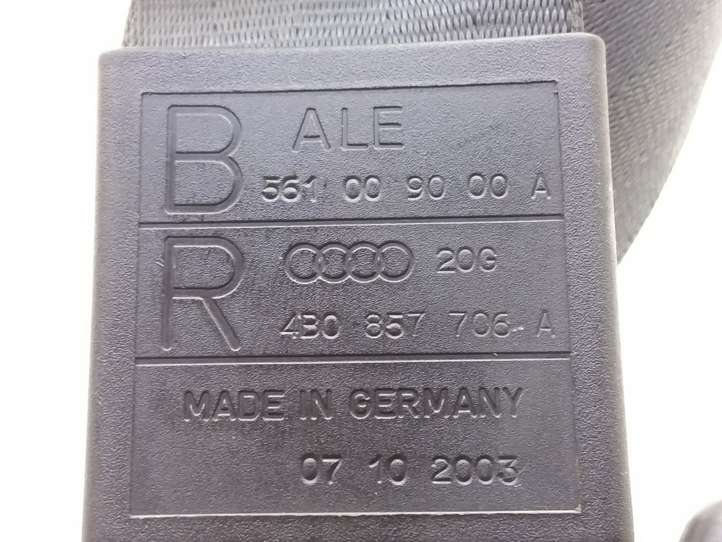 B ALE
561 00 90 00 A
R 20G
4B0 857 706 A
MADE IN GERMANY
07 10 2003